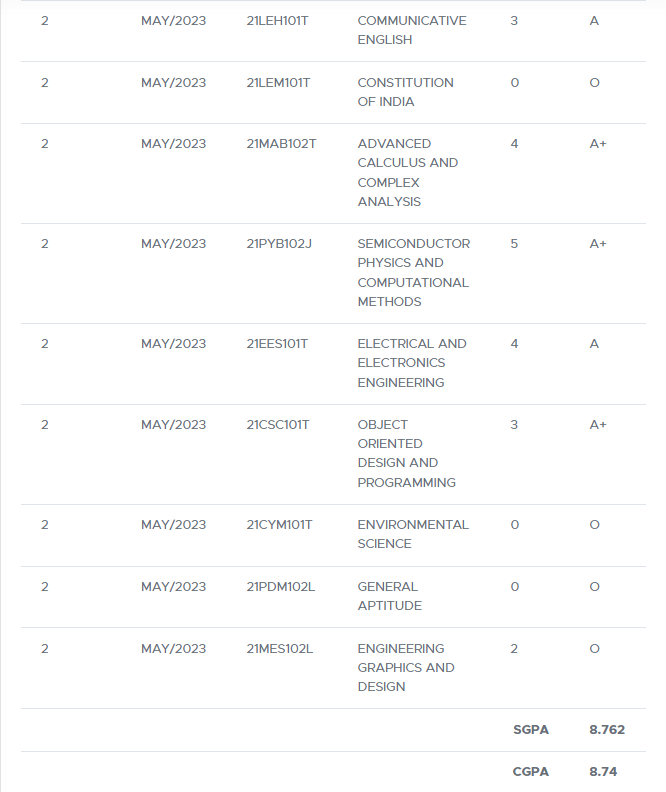 2 MAY/2023 21LEH101T COMMUNICATIVE 3 A
ENGLISH
2 MAY/2023 21LEM101T CONSTITUTION 0 O
OF INDIA
2 MAY/2023 21MAB102T ADVANCED 4 A+
CALCULUS AND
COMPLEX
ANALYSIS
2 MAY/2023 21PYB102J SEMICONDUCTOR 5 A+
PHYSICS AND
COMPUTATIONAL
METHODS
2 MAY/2023 21EES101T ELECTRICAL AND 4 A
ELECTRONICS
ENGINEERING
2 MAY/2023 21CSC101T OBJECT 3 A+
ORIENTED
DESIGN AND
PROGRAMMING
2 MAY/2023 21CYM101T ENVIRONMENTAL 0 O
SCIENCE
2 MAY/2023 21PDM102L GENERAL 0 O
APTITUDE
2 MAY/2023 21MES102L ENGINEERING 2 O
GRAPHICS AND
DESIGN
SGPA 8.762
CGPA 8.74